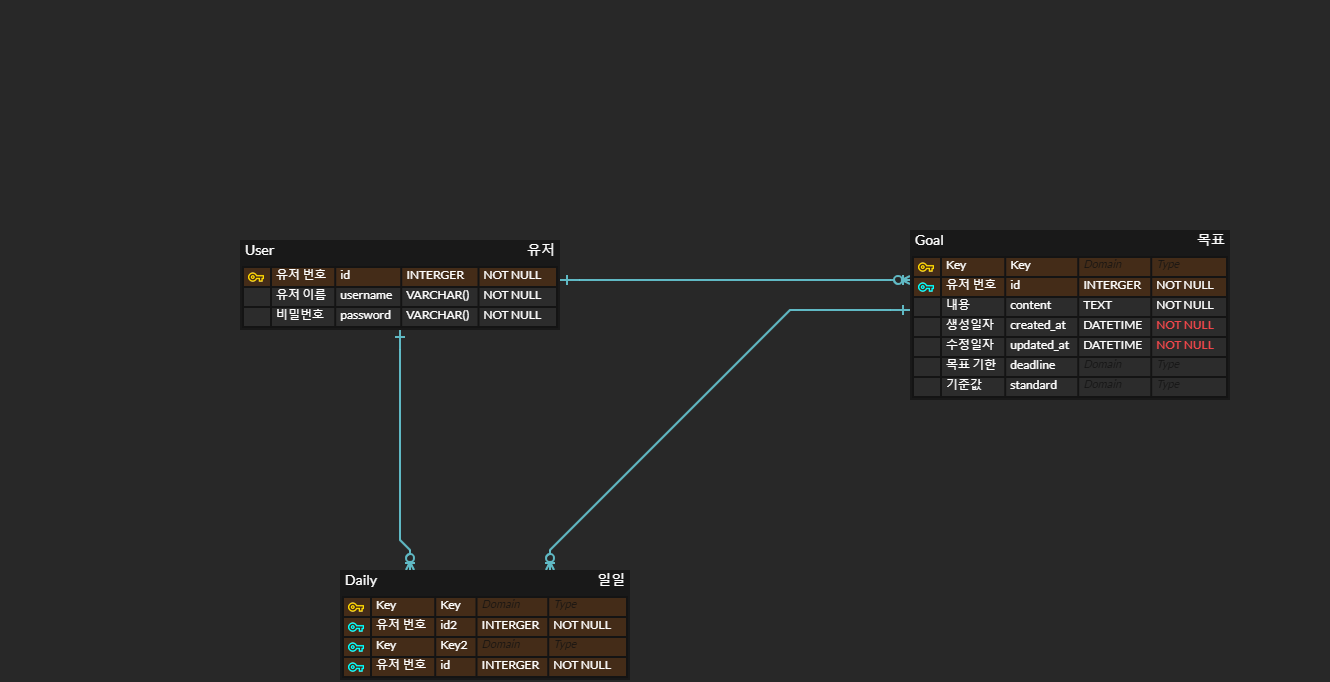 User 유저
유저 번호 id INTERGER NOT NULL
유저 이름 username VARCHAR() NOT NULL
비밀번호 password VARCHAR() NOT NULL
Goal 목표
Key Key Domain Type
유저 번호 id INTERGER NOT NULL
내용 content TEXT NOT NULL
생성일자 created_at DATETIME NOT NULL
수정일자 updated_at DATETIME NOT NULL
목표 기한 deadline Domain Type
기준값 standard Domain Type
Daily 일일
Key Key Domain Type
유저 번호 id2 INTERGER NOT NULL
Key Key2 Domain Type
유저 번호 id INTERGER NOT NULL